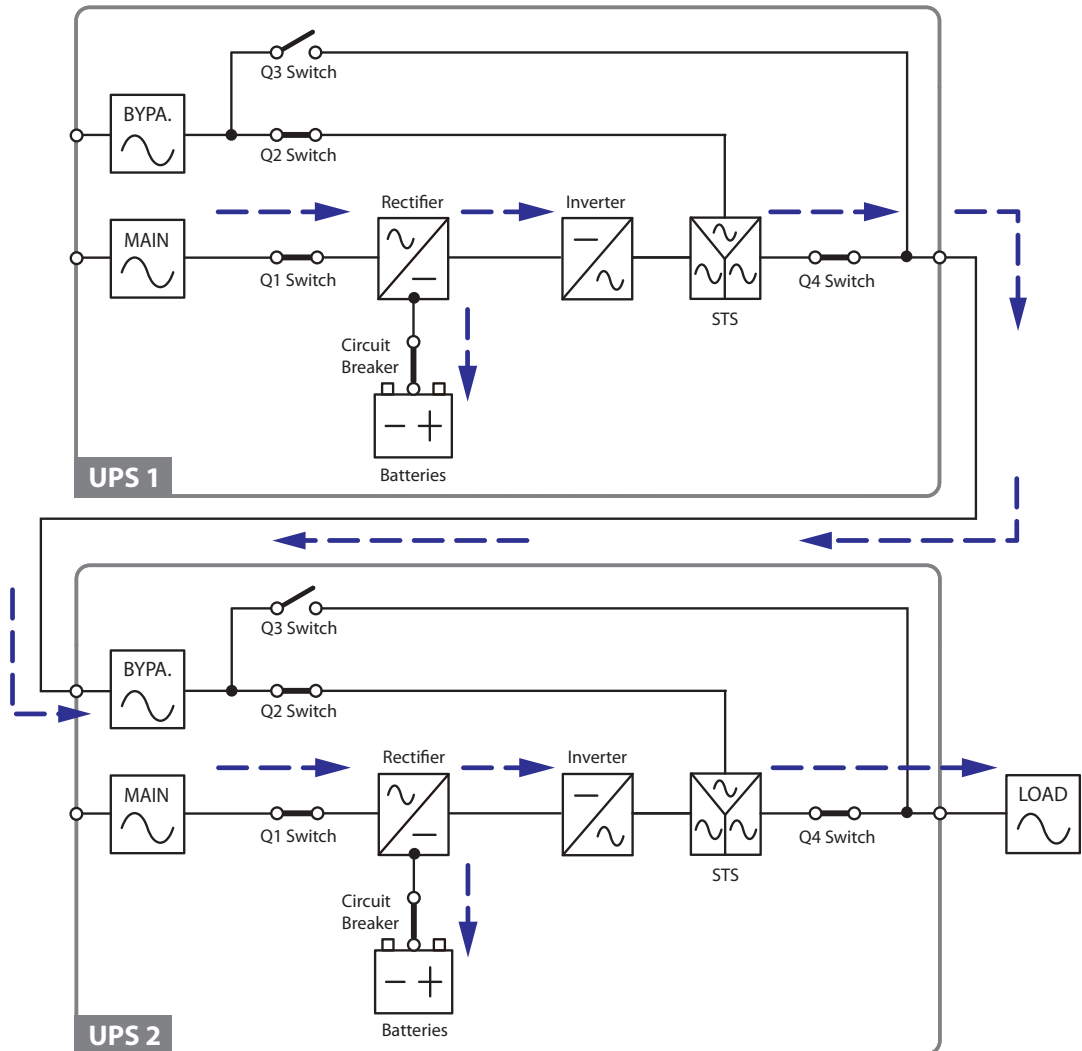 Q3 Switch
BYPA.
Q2 Switch
Rectifier
Inverter
MAIN
Q1 Switch
Q4 Switch
STS
Circuit
Breaker
Batteries
UPS 1
Q3 Switch
BYPA.
Q2 Switch
Rectifier
Inverter
MAIN
LOAD
Q1 Switch
Q4 Switch
STS
Circuit
Breaker
Batteries
UPS 2